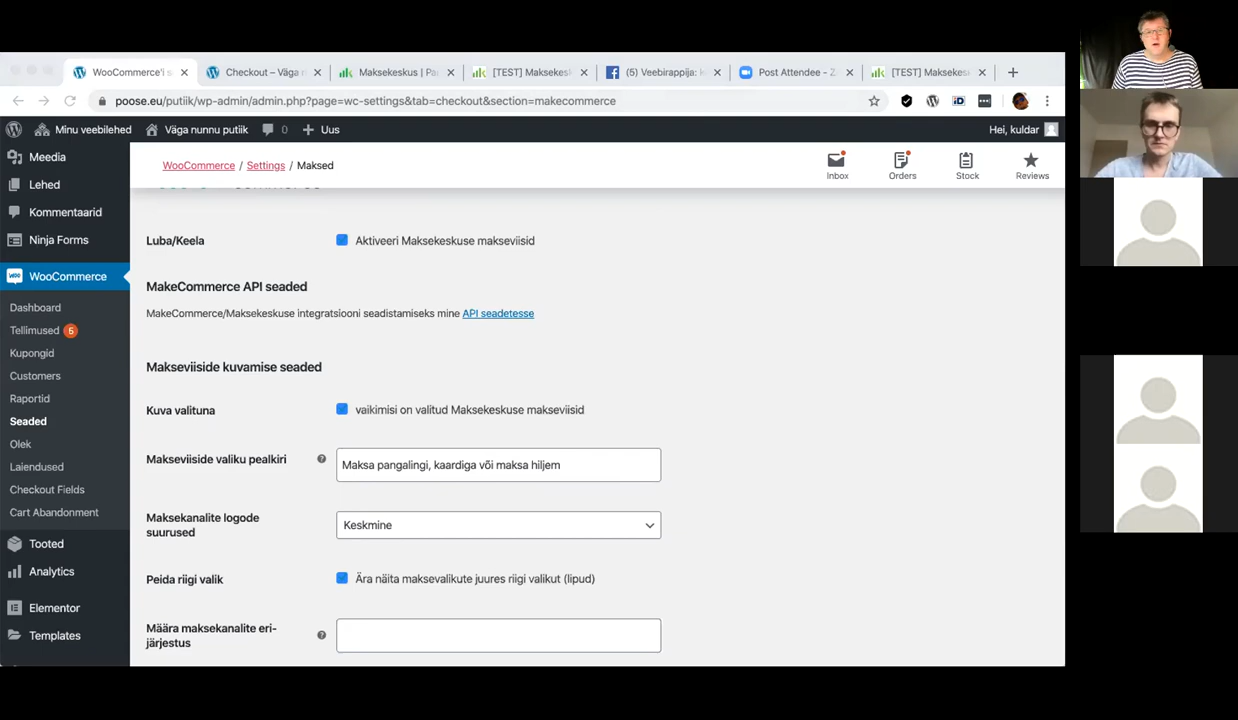 WooCommerce'i s
Checkout – Väga
Maksekeskus | Pa
[TEST] Maksekesk
(5) Veebirappija:
Post Attendee - Z
[TEST] Maksekes
poose.eu/putiik/wp-admin/admin.php?page=wc-settings&tab=checkout&section=makecommerce
Minu veebilehed
Väga nunnu putiik
0
Uus
Hei, kuldar
Meedia
Lehed
Kommentaarid
Ninja Forms
WooCommerce
Dashboard
Tellimused 5
Kupongid
Customers
Raportid
Seaded
Olek
Laiendused
Checkout Fields
Cart Abandonment
Tooted
Analytics
Elementor
Templates
WooCommerce / Settings / Maksed
Inbox
Orders
Stock
Reviews
Luba/Keela
Aktiveeri Maksekeskuse makseviisid
MakeCommerce API seaded
MakeCommerce/Maksekeskuse integratsiooni seadistamiseks mine API seadetesse
Makseviiside kuvamise seaded
Kuva valituna
vaikimisi on valitud Maksekeskuse makseviisid
Makseviiside valiku pealkiri
Maksa pangalingi, kaardiga või maksa hiljem
Maksekanalite logode
suurused
Keskmine
Peida riigi valik
Ära näita maksevalikute juures riigi valikut (lipud)
Määra maksekanalite eri-
järjestus